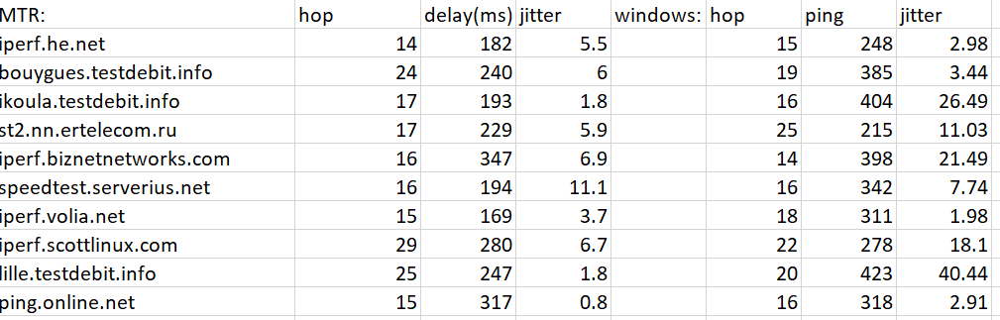 MTR: hop delay(ms) jitter windows: hop ping jitter
iperf.he.net 14 182 5.5 15 248 2.98
bouygues.testdebit.info 24 240 6 19 385 3.44
ikoula.testdebit.info 17 193 1.8 16 404 26.49
st2.nn.ertelecom.ru 17 229 5.9 25 215 11.03
iperf.biznetnetworks.com 16 347 6.9 14 398 21.49
speedtest.serverius.net 16 194 11.1 16 342 7.74
iperf.volia.net 15 169 3.7 18 311 1.98
iperf.scottlinux.com 29 280 6.7 22 278 18.1
lille.testdebit.info 25 247 1.8 20 423 40.44
ping.online.net 15 317 0.8 16 318 2.91